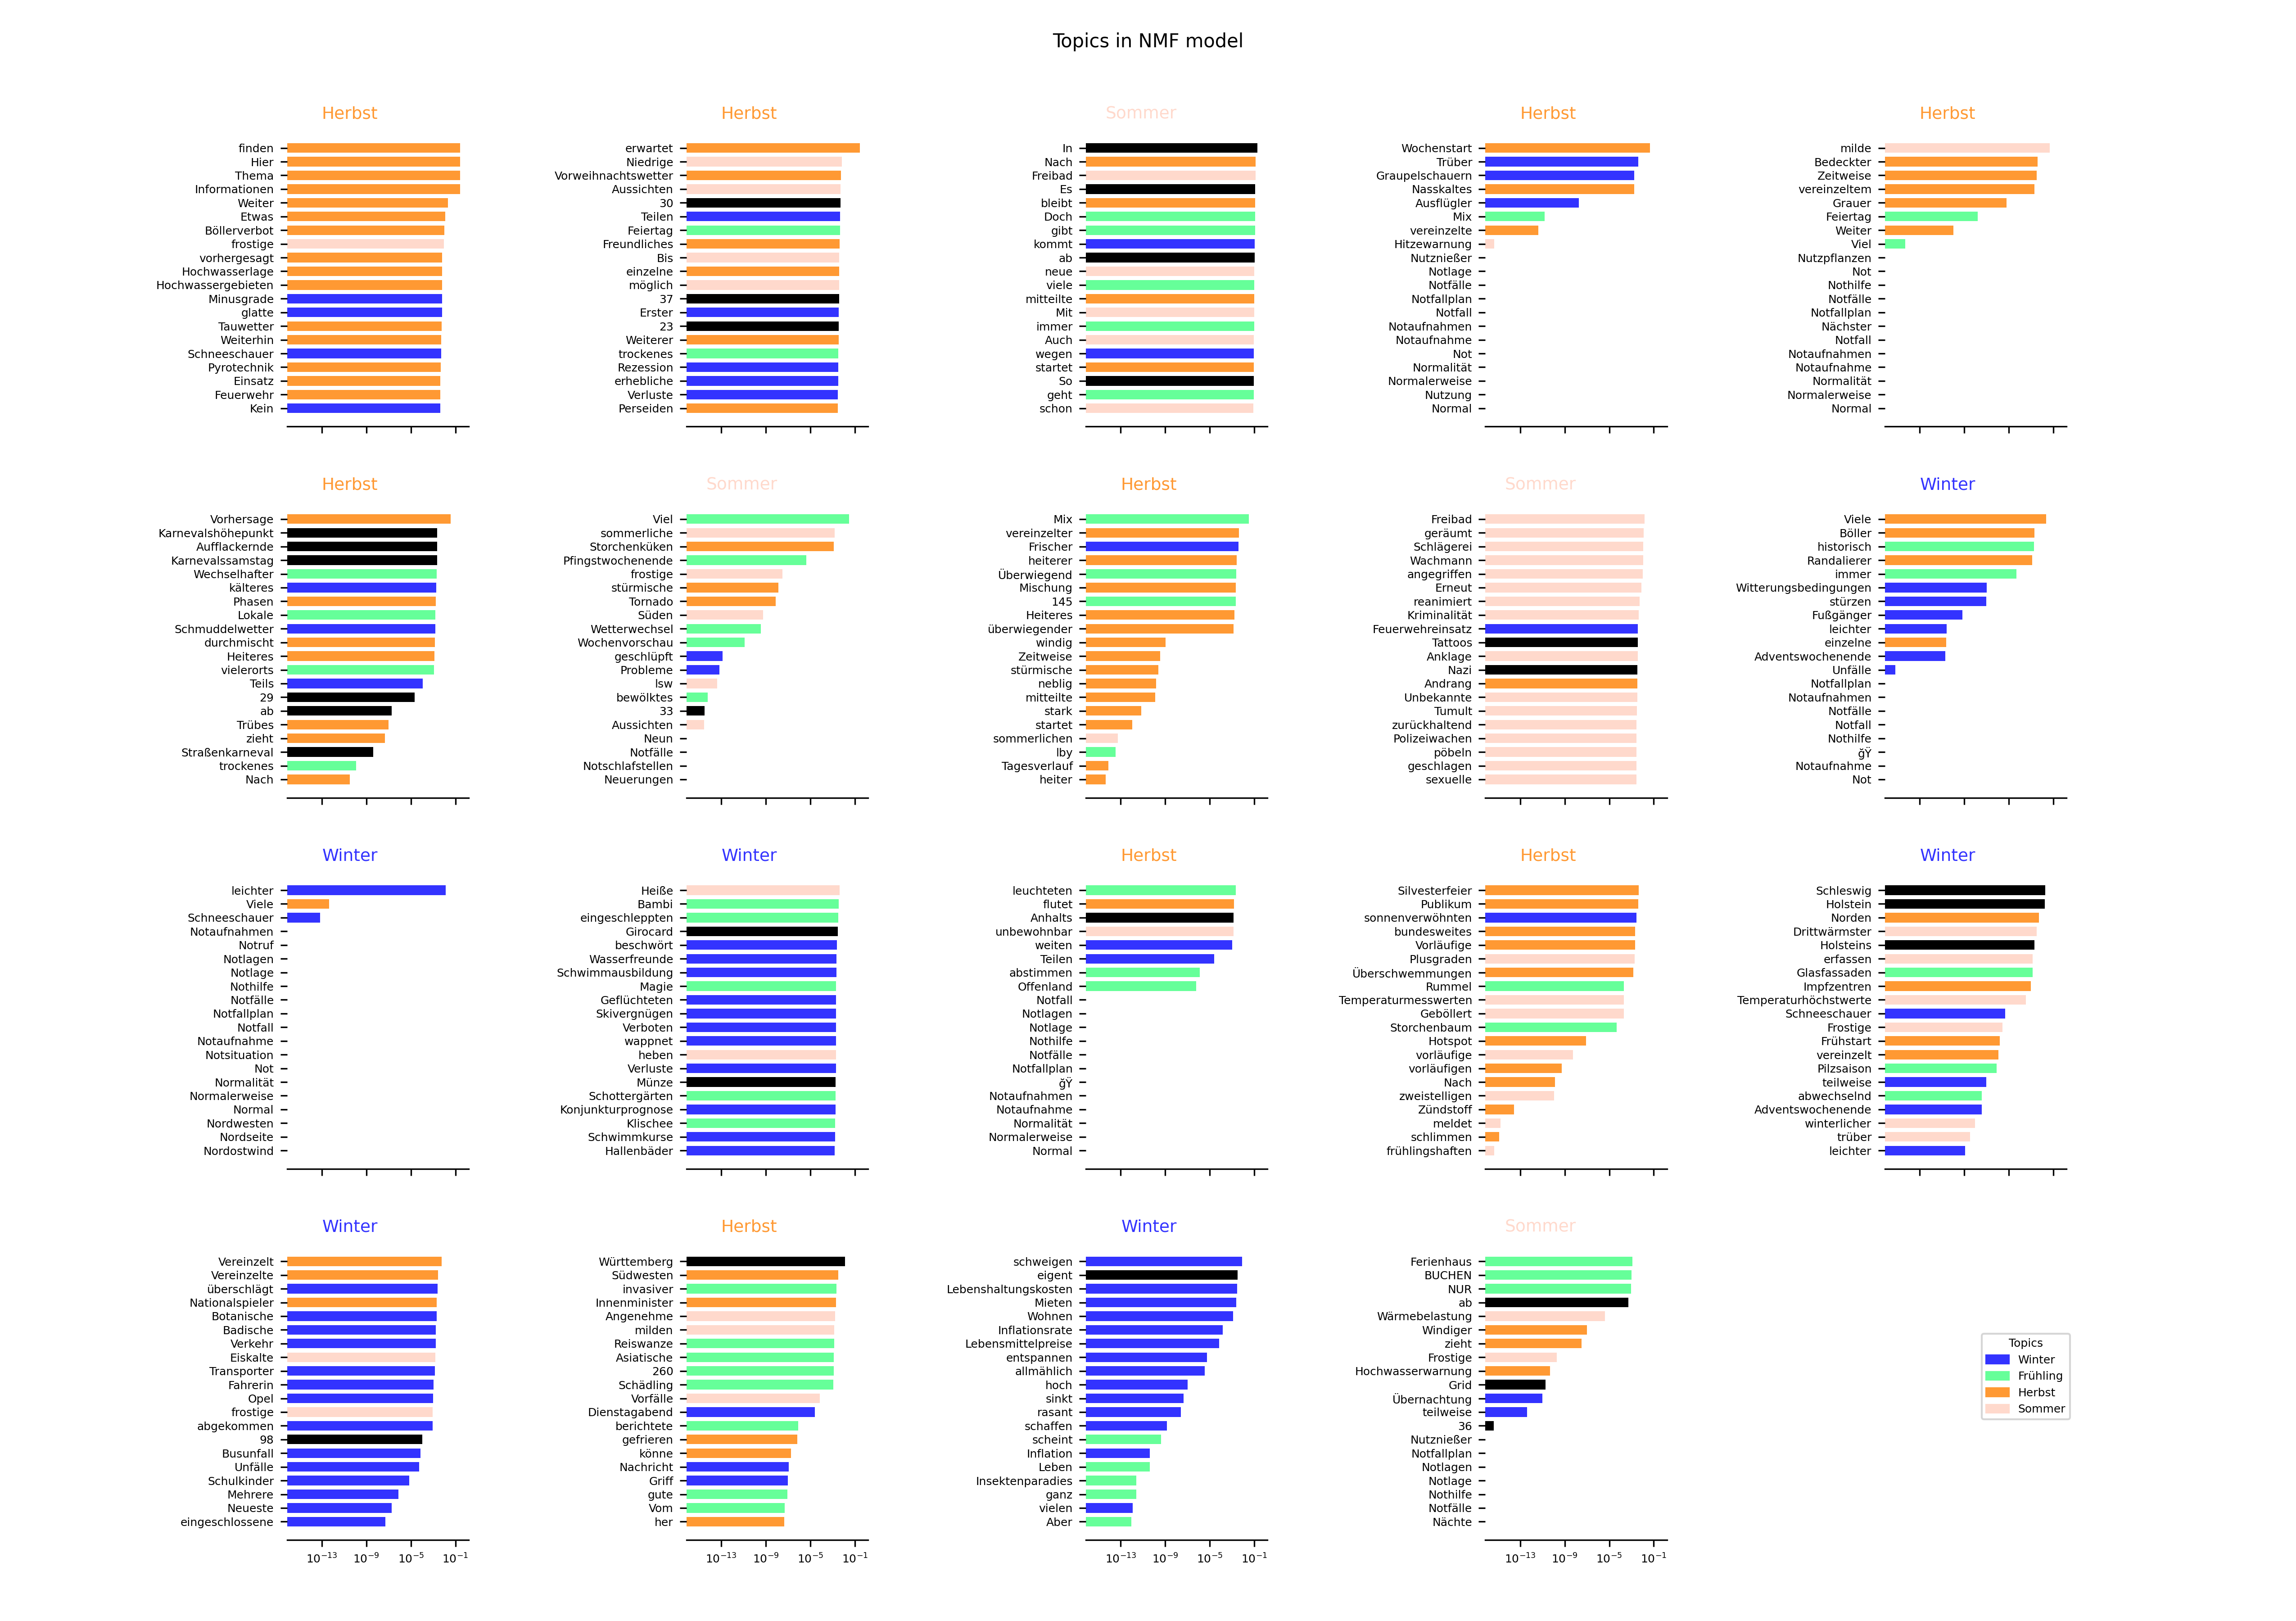 Topics in NMF model
Herbst
finden
Hier
Thema
Informationen
Weiter
Etwas
Böllerverbot
frostige
vorhergesagt
Hochwasserlage
Hochwassergebieten
Minusgrade
glatte
Tauwetter
Weiterhin
Schneeschauer
Pyrotechnik
Einsatz
Feuerwehr
Kein
Herbst
erwartet
Niedrige
Vorweihnachtswetter
Aussichten
30
Teilen
Feiertag
Freundliches
Bis
einzelne
möglich
37
Erster
23
Weiterer
trockenes
Rezession
erhebliche
Verluste
Perseiden
Sommer
In
Nach
Freibad
Es
bleibt
Doch
gibt
kommt
ab
neue
viele
mitteilte
Mit
immer
Auch
wegen
startet
So
geht
schon
Herbst
Wochenstart
Trüber
Graupelschauern
Nasskaltes
Ausflügler
Mix
vereinzelte
Hitzewarnung
Nutznießer
Notlage
Notfälle
Notfallplan
Notfall
Notaufnahmen
Notaufnahme
Not
Normalität
Normalerweise
Nutzung
Normal
Herbst
milde
Bedeckter
Zeitweise
vereinzeltem
Grauer
Feiertag
Weiter
Viel
Nutzpflanzen
Not
Nothilfe
Notfälle
Notfallplan
Nächster
Notfall
Notaufnahmen
Notaufnahme
Normalität
Normalerweise
Normal
Herbst
Vorhersage
Karnevalshöhepunkt
Aufflackernde
Karnevalssamstag
Wechselhafter
kälteres
Phasen
Lokale
Schmuddelwetter
durchmischt
Heiteres
vielerorts
Teils
29
ab
Trübes
zieht
Straßenkarneval
trockenes
Nach
Sommer
Viel
sommerliche
Storchenküken
Pfingstwochenende
frostige
stürmische
Tornado
Süden
Wetterwechsel
Wochenvorschau
geschlüpft
Probleme
lsw
bewölktes
33
Aussichten
Neun
Notfälle
Notschlafstellen
Neuerungen
Herbst
Mix
vereinzelter
Frischer
heiterer
Überwiegend
Mischung
145
Heiteres
überwiegender
windig
Zeitweise
stürmische
neblig
mitteilte
stark
startet
sommerlichen
lby
Tagesverlauf
heiter
Sommer
Freibad
geräumt
Schlägerei
Wachmann
angegriffen
Erneut
reanimiert
Kriminalität
Feuerwehreinsatz
Tattoos
Anklage
Nazi
Andrang
Unbekannte
Tumult
zurückhaltend
Polizeiwachen
pöbeln
geschlagen
sexuelle
Winter
Viele
Böller
historisch
Randalierer
immer
Witterungsbedingungen
stürzen
Fußgänger
leichter
einzelne
Adventswochenende
Unfälle
Notfallplan
Notaufnahmen
Notfälle
Notfall
Nothilfe
ğŸ
Notaufnahme
Not
Winter
leichter
Viele
Schneeschauer
Notaufnahmen
Notruf
Notlagen
Notlage
Nothilfe
Notfälle
Notfallplan
Notfall
Notaufnahme
Notsituation
Not
Normalität
Normalerweise
Normal
Nordwesten
Nordseite
Nordostwind
Winter
Heiße
Bambi
eingeschleppten
Girocard
beschwört
Wasserfreunde
Schwimmausbildung
Magie
Geflüchteten
Skivergnügen
Verboten
wappnet
heben
Verluste
Münze
Schottergärten
Konjunkturprognose
Klischee
Schwimmkurse
Hallenbäder
Herbst
leuchteten
flutet
Anhalts
unbewohnbar
weiten
Teilen
abstimmen
Offenland
Notfall
Notlagen
Notlage
Nothilfe
Notfälle
Notfallplan
ğŸ
Notaufnahmen
Notaufnahme
Normalität
Normalerweise
Normal
Herbst
Silvesterfeier
Publikum
sonnenverwöhnten
bundesweites
Vorläufige
Plusgraden
Überschwemmungen
Rummel
Temperaturmesswerten
Geböllert
Storchenbaum
Hotspot
vorläufige
vorläufigen
Nach
zweistelligen
Zündstoff
meldet
schlimmen
frühlingshaften
Winter
Schleswig
Holstein
Norden
Drittwärmster
Holsteins
erfassen
Glasfassaden
Impfzentren
Temperaturhöchstwerte
Schneeschauer
Frostige
Frühstart
vereinzelt
Pilzsaison
teilweise
abwechselnd
Adventswochenende
winterlicher
trüber
leichter
Winter
Vereinzelt
Vereinzelte
überschlägt
Nationalspieler
Botanische
Badische
Verkehr
Eiskalte
Transporter
Fahrerin
Opel
frostige
abgekommen
98
Busunfall
Unfälle
Schulkinder
Mehrere
Neueste
eingeschlossene
10⁻¹³ 10⁻⁹ 10⁻⁵ 10⁻¹
Herbst
Württemberg
Südwesten
invasiver
Innenminister
Angenehme
milden
Reiswanze
Asiatische
260
Schädling
Vorfälle
Dienstagabend
berichtete
gefrieren
könne
Nachricht
Griff
gute
Vom
her
10⁻¹³ 10⁻⁹ 10⁻⁵ 10⁻¹
Winter
schweigen
eigent
Lebenshaltungskosten
Mieten
Wohnen
Inflationsrate
Lebensmittelpreise
entspannen
allmählich
hoch
sinkt
rasant
schaffen
scheint
Inflation
Leben
Insektenparadies
ganz
vielen
Aber
10⁻¹³ 10⁻⁹ 10⁻⁵ 10⁻¹
Sommer
Ferienhaus
BUCHEN
NUR
ab
Wärmebelastung
Windiger
zieht
Frostige
Hochwasserwarnung
Grid
Übernachtung
teilweise
36
Nutznießer
Notfallplan
Notlagen
Notlage
Nothilfe
Notfälle
Nächte
10⁻¹³ 10⁻⁹ 10⁻⁵ 10⁻¹
Topics
Winter
Frühling
Herbst
Sommer